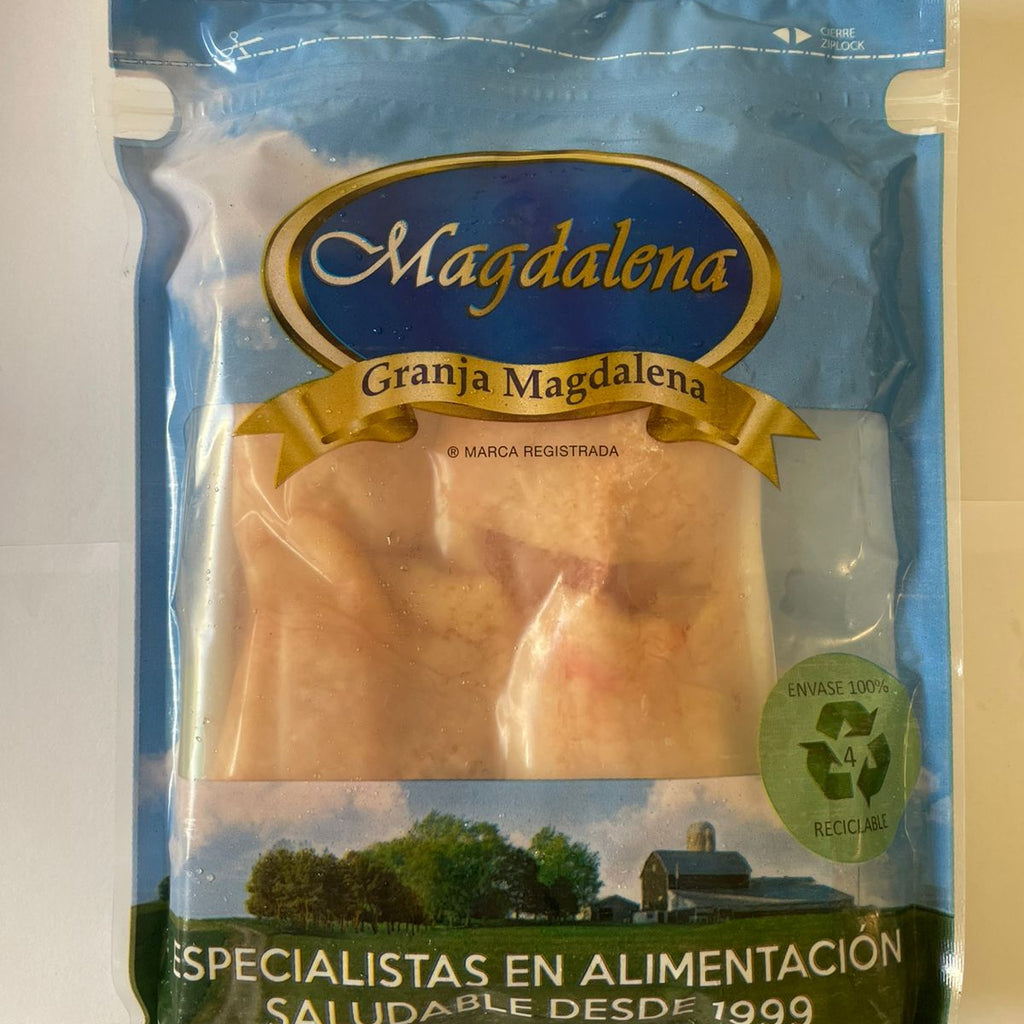 CIERRE
ZIPLOCK
Magdalena
Granja Magdalena
® MARCA REGISTRADA
ENVASE 100%
4
RECICLABLE
ESPECIALISTAS EN ALIMENTACIÓN
SALUDABLE DESDE 1999